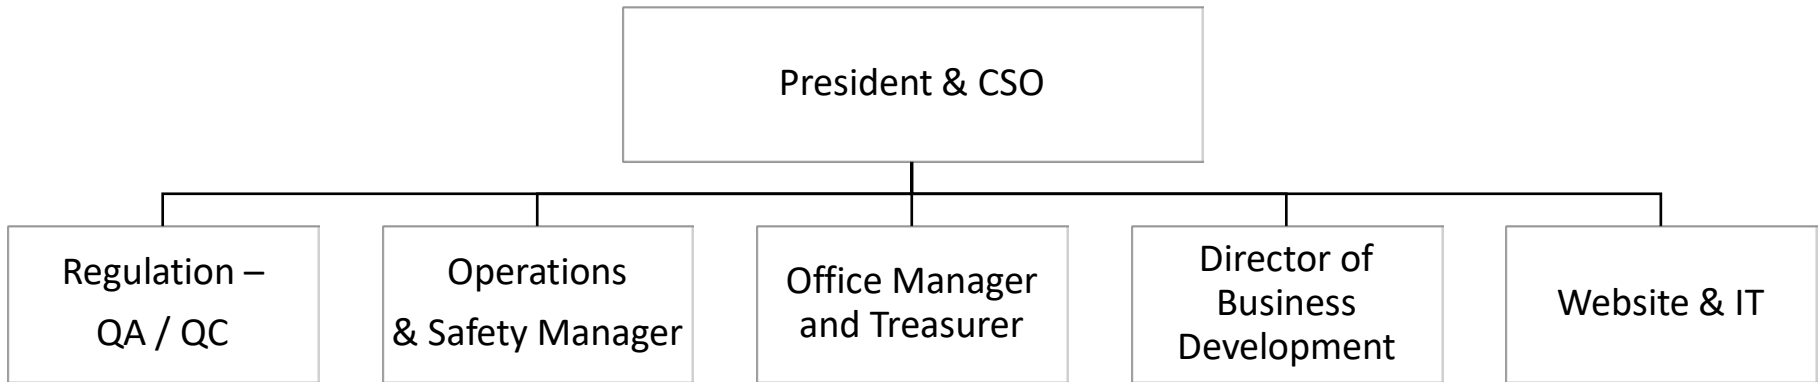 President & CSO
Regulation –
QA / QC
Operations
& Safety Manager
Office Manager
and Treasurer
Director of
Business
Development
Website & IT